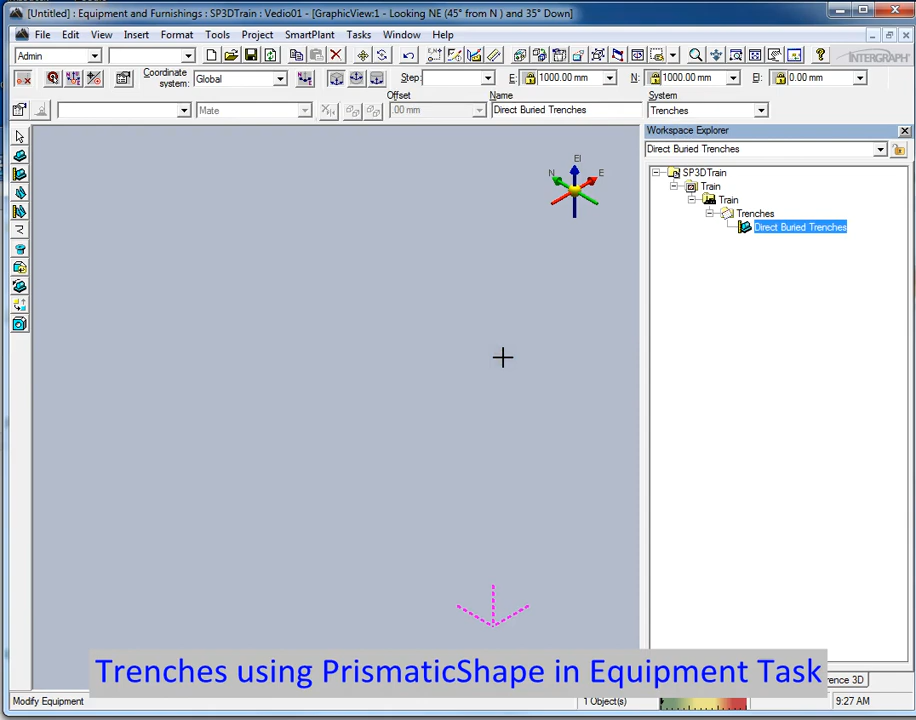 [Untitled] : Equipment and Furnishings : SP3DTrain : Vedio01 - [GraphicView:1 - Looking NE (45° from N ) and 35° Down]
File Edit View Insert Format Tools Project SmartPlant Tasks Window Help
Admin
INTERGRAPH
Coordinate system: Global Step: E: 1000.00 mm N: 1000.00 mm El: 0.00 mm
Offset Name System
Mate .00 mm Direct Buried Trenches Trenches
Workspace Explorer
Direct Buried Trenches
SP3DTrain
Train
Train
Trenches
Direct Buried Trenches
El
N E
Trenches using PrismaticShape in Equipment Task
rence 3D
Modify Equipment 1 Object(s) 9:27 AM